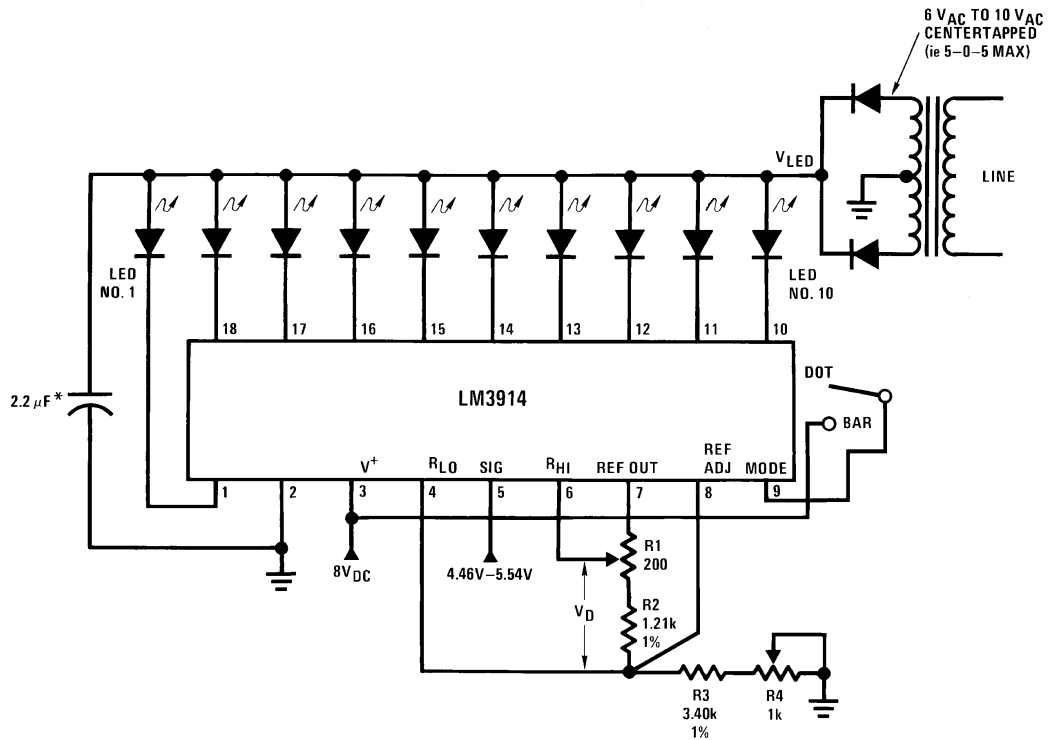 6 VAC TO 10 VAC
CENTERTAPPED
(ie 5–0–5 MAX)
VLED
LINE
LED
NO. 1
LED
NO. 10
18
17
16
15
14
13
12
11
10
2.2 μF*
LM3914
DOT
BAR
V+
RLO
SIG
RHI
REF OUT
REF
ADJ
MODE
1
2
3
4
5
6
7
8
9
8VDC
4.46V–5.54V
R1
200
VD
R2
1.21k
1%
R3
3.40k
1%
R4
1k